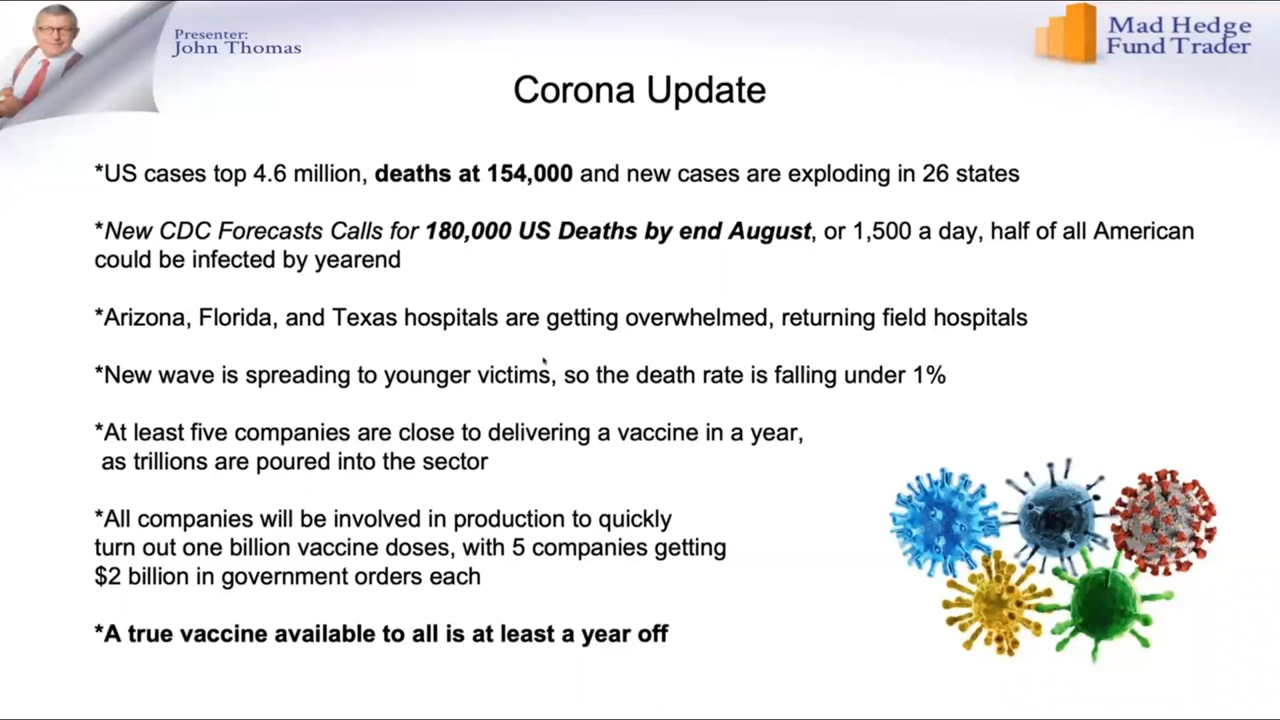 Presenter:
John Thomas
Mad Hedge
Fund Trader
Corona Update
*US cases top 4.6 million, deaths at 154,000 and new cases are exploding in 26 states
*New CDC Forecasts Calls for 180,000 US Deaths by end August, or 1,500 a day, half of all American
could be infected by yearend
*Arizona, Florida, and Texas hospitals are getting overwhelmed, returning field hospitals
*New wave is spreading to younger victims, so the death rate is falling under 1%
*At least five companies are close to delivering a vaccine in a year,
as trillions are poured into the sector
*All companies will be involved in production to quickly
turn out one billion vaccine doses, with 5 companies getting
$2 billion in government orders each
*A true vaccine available to all is at least a year off